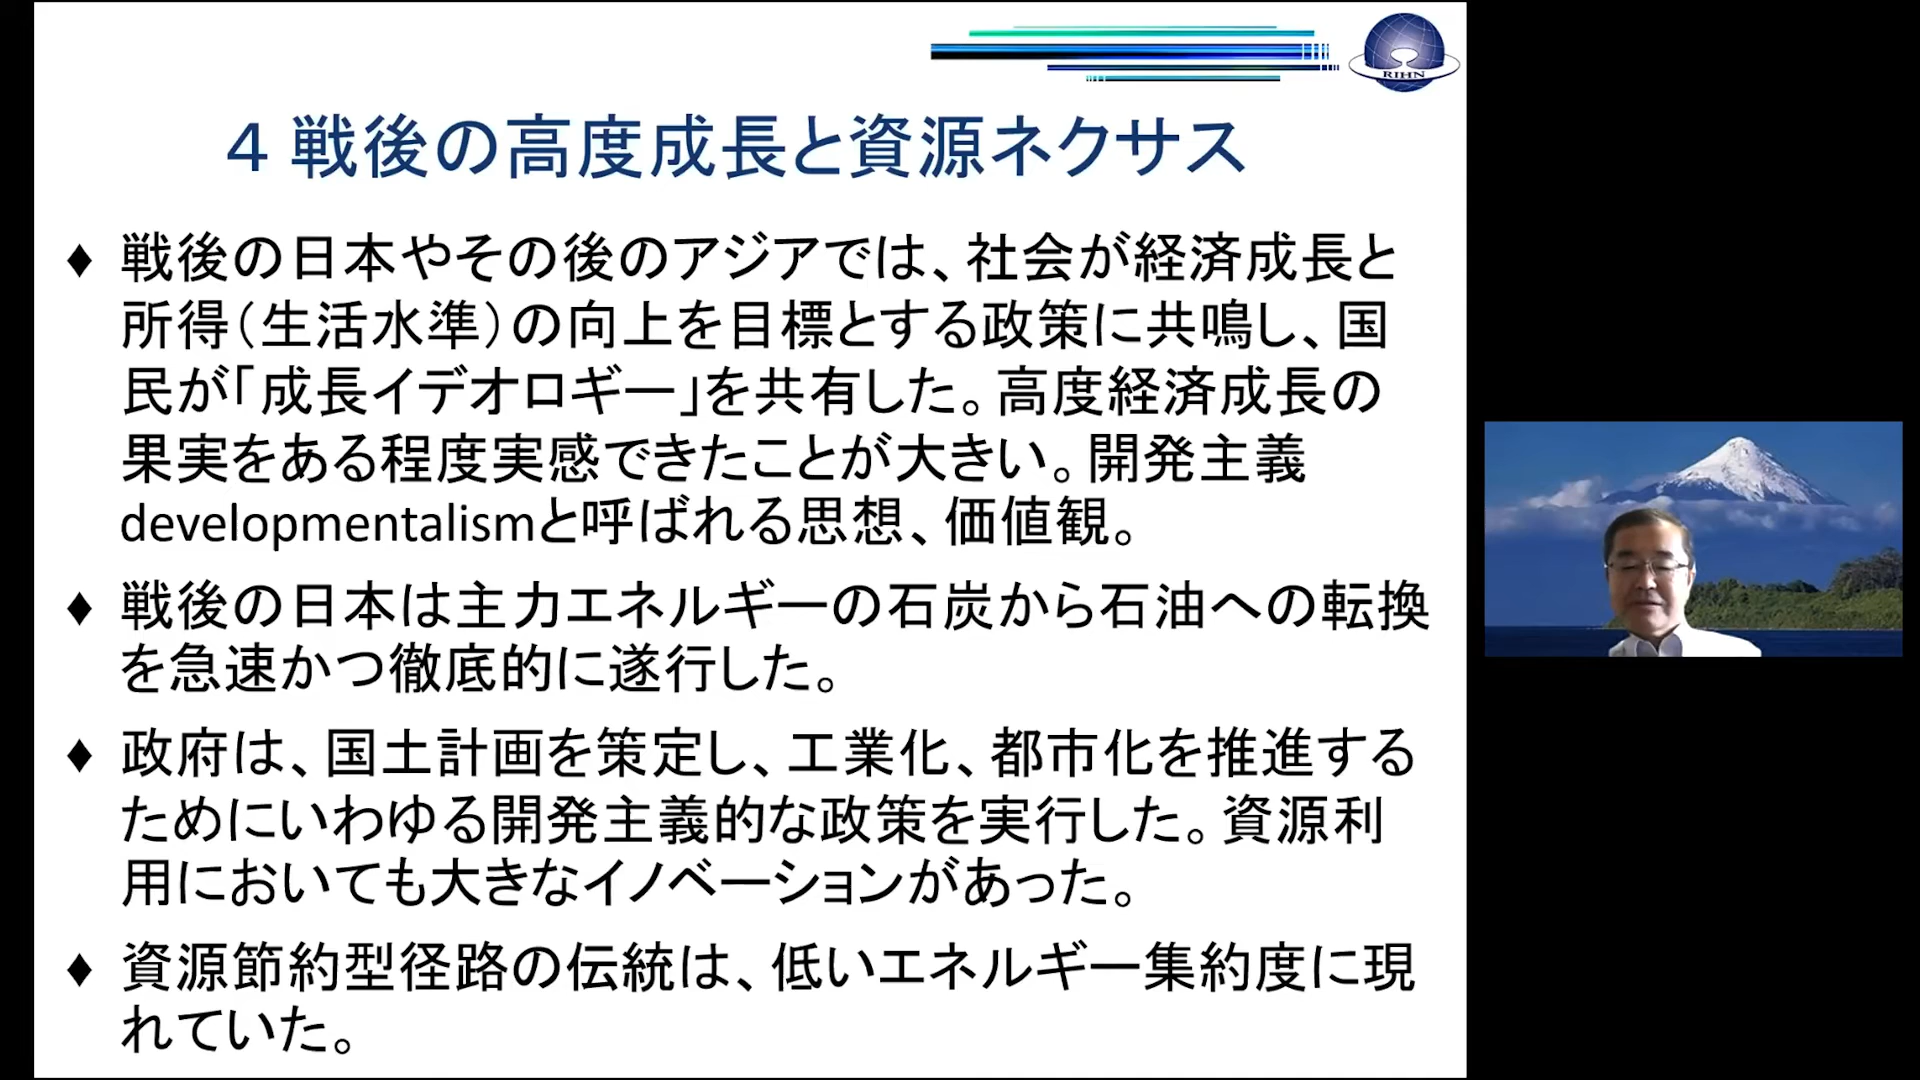 RIHN
4 戦後の高度成長と資源ネクサス
♦ 戦後の日本やその後のアジアでは、社会が経済成長と
所得（生活水準）の向上を目標とする政策に共鳴し、国
民が「成長イデオロギー」を共有した。高度経済成長の
果実をある程度実感できたことが大きい。開発主義
developmentalismと呼ばれる思想、価値観。
♦ 戦後の日本は主力エネルギーの石炭から石油への転換
を急速かつ徹底的に遂行した。
♦ 政府は、国土計画を策定し、工業化、都市化を推進する
ためにいわゆる開発主義的な政策を実行した。資源利
用においても大きなイノベーションがあった。
♦ 資源節約型径路の伝統は、低いエネルギー集約度に現
れていた。